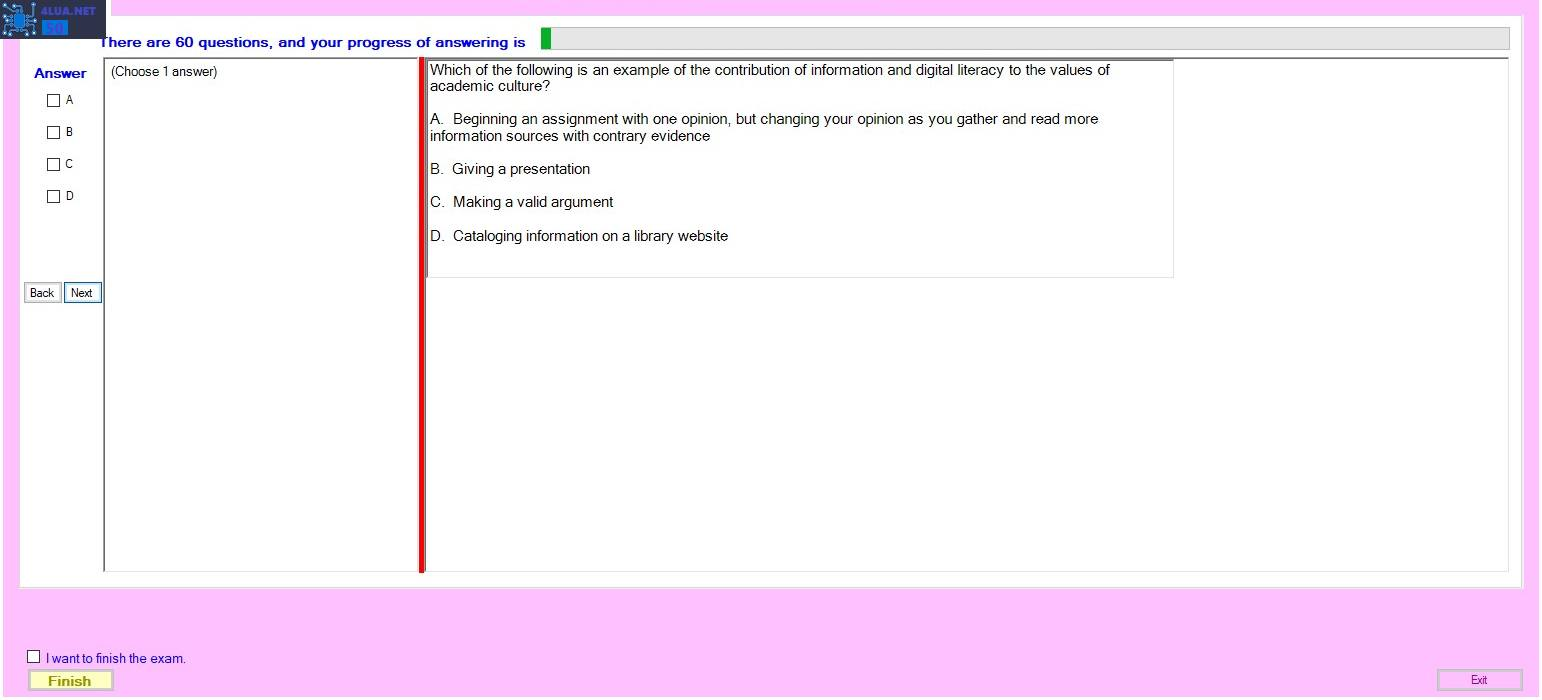 4LUA.NET
50
There are 60 questions, and your progress of answering is
Answer
(Choose 1 answer)
A
B
C
D
Back
Next
Which of the following is an example of the contribution of information and digital literacy to the values of
academic culture?
A. Beginning an assignment with one opinion, but changing your opinion as you gather and read more
information sources with contrary evidence
B. Giving a presentation
C. Making a valid argument
D. Cataloging information on a library website
I want to finish the exam.
Finish
Exit